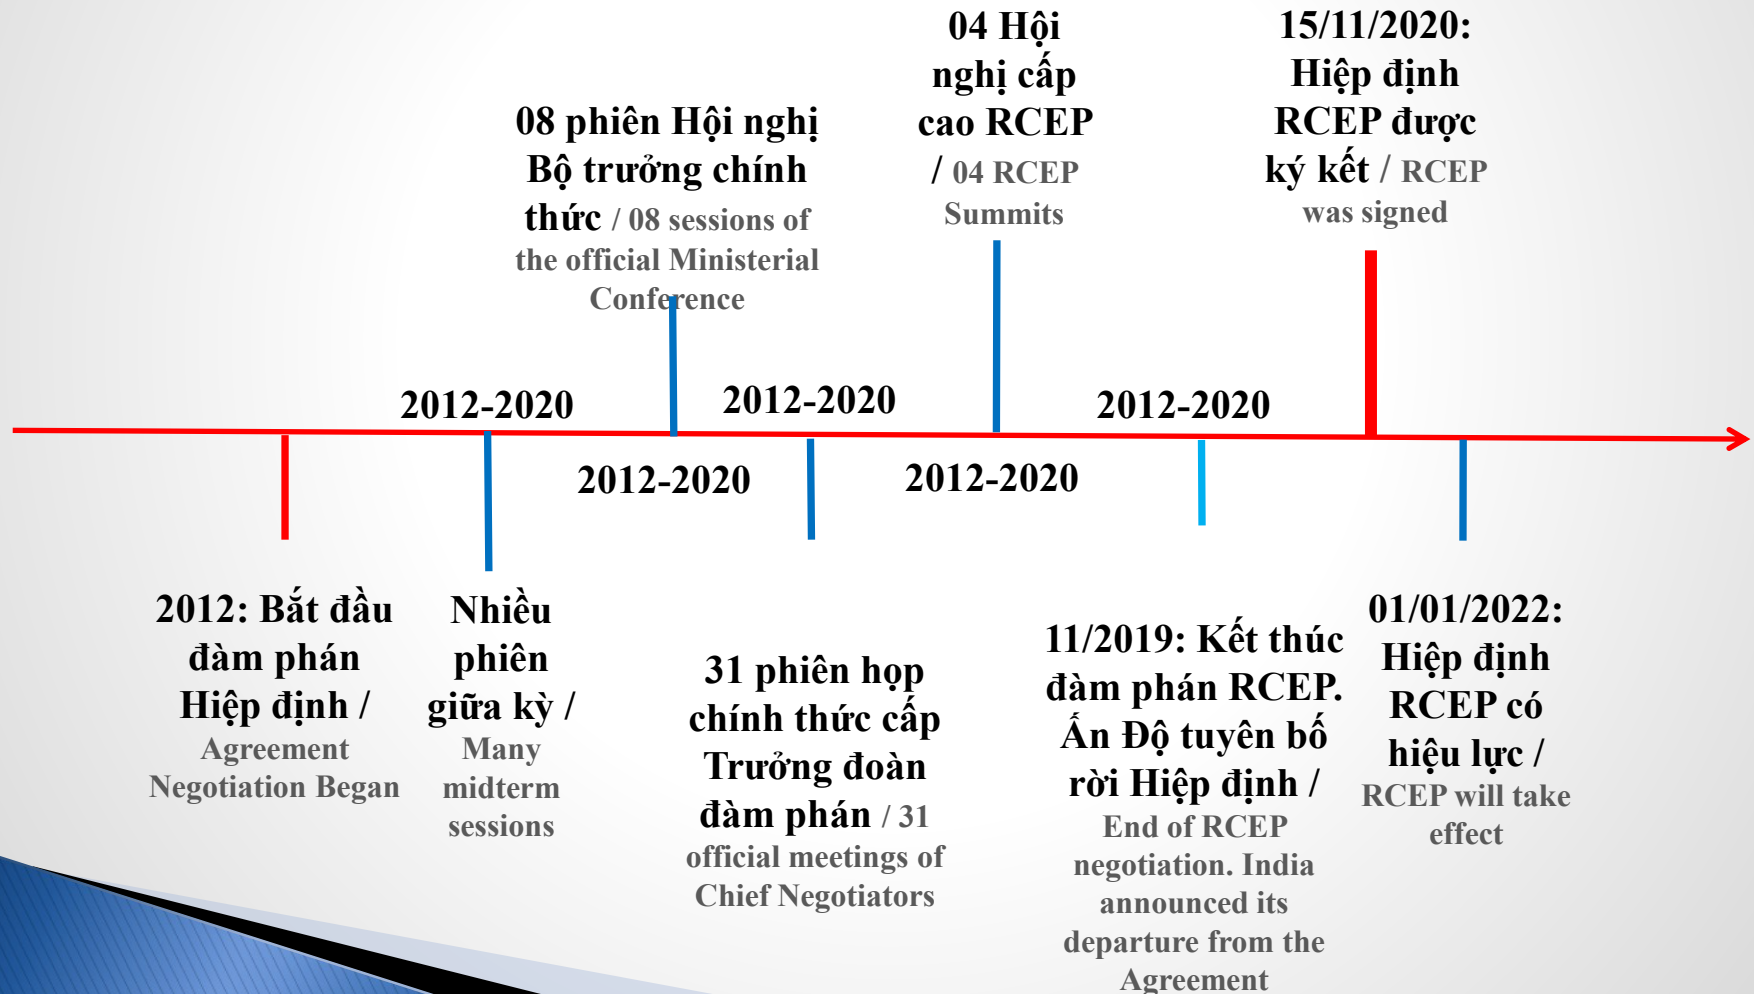 08 phiên Hội nghị
Bộ trưởng chính
thức / 08 sessions of
the official Ministerial
Conference
04 Hội
nghị cấp
cao RCEP
/ 04 RCEP
Summits
15/11/2020:
Hiệp định
RCEP được
ký kết / RCEP
was signed
2012-2020
2012-2020
2012-2020
2012-2020
2012-2020
2012: Bắt đầu
đàm phán
Hiệp định /
Agreement
Negotiation Began
Nhiều
phiên
giữa kỳ /
Many
midterm
sessions
31 phiên họp
chính thức cấp
Trưởng đoàn
đàm phán / 31
official meetings of
Chief Negotiators
11/2019: Kết thúc
đàm phán RCEP.
Ấn Độ tuyên bố
rời Hiệp định /
End of RCEP
negotiation. India
announced its
departure from the
Agreement
01/01/2022:
Hiệp định
RCEP có
hiệu lực /
RCEP will take
effect